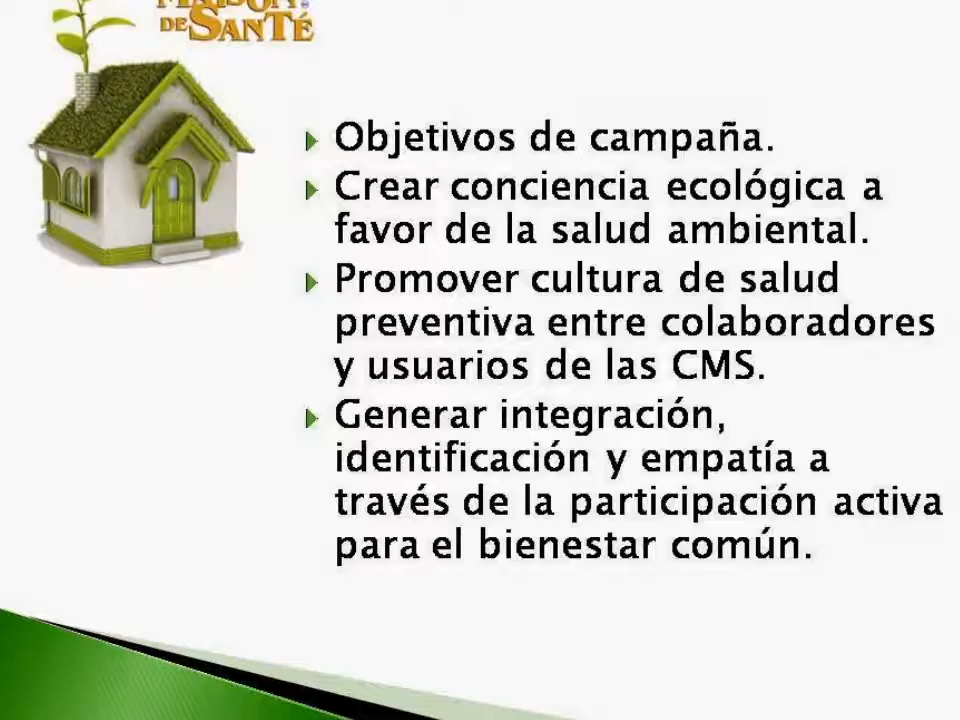 MAISON
DE SANTÉ
Objetivos de campaña.
Crear conciencia ecológica a
favor de la salud ambiental.
Promover cultura de salud
preventiva entre colaboradores
y usuarios de las CMS.
Generar integración,
identificación y empatía a
través de la participación activa
para el bienestar común.